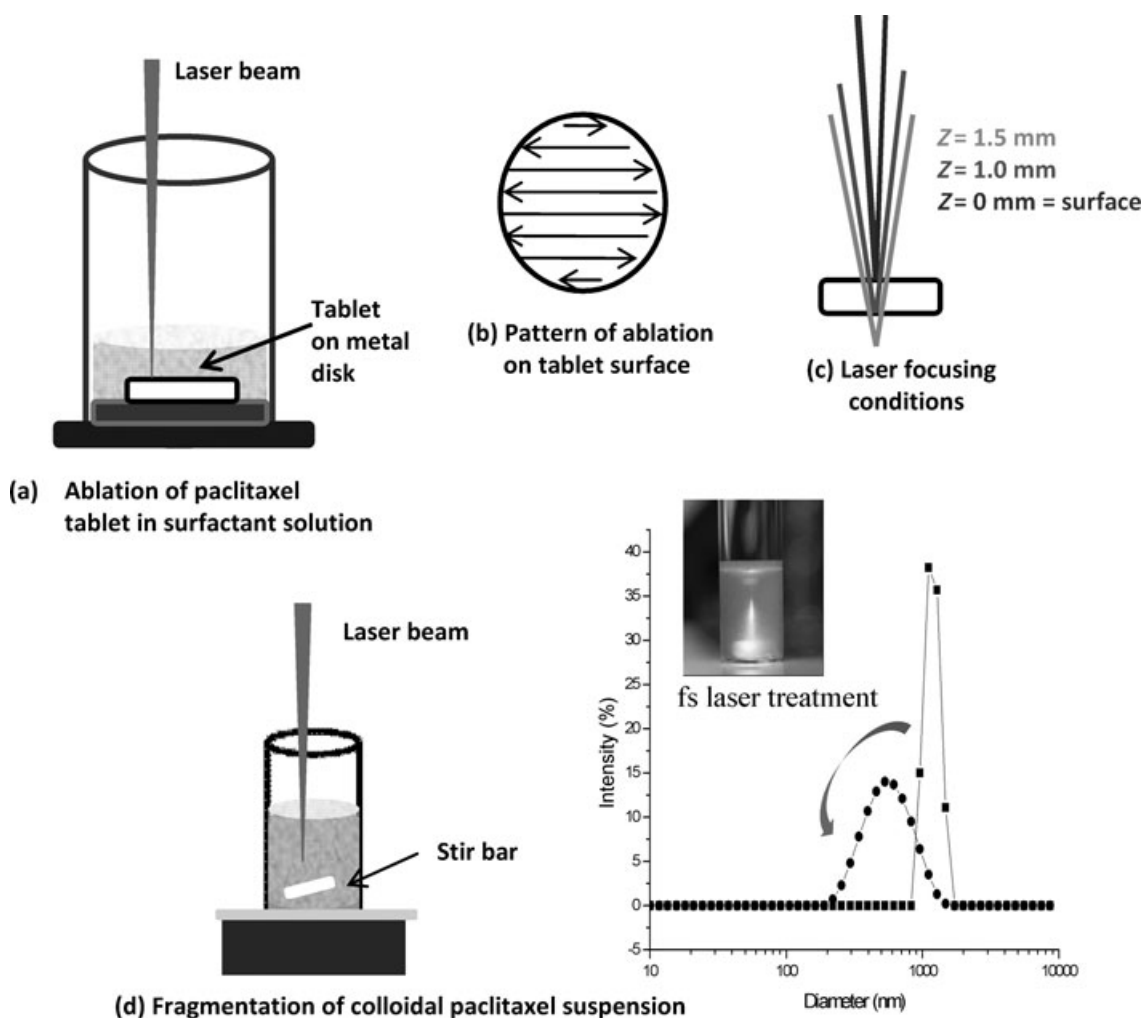 Laser beam
Tablet
on metal
disk
(a) Ablation of paclitaxel
tablet in surfactant solution
(b) Pattern of ablation
on tablet surface
Z= 1.5 mm
Z= 1.0 mm
Z= 0 mm = surface
(c) Laser focusing
conditions
Laser beam
Stir bar
(d) Fragmentation of colloidal paclitaxel suspension
fs laser treatment
Intensity (%)
40
35
30
25
20
15
10
5
0
-5
10
100
1000
10000
Diameter (nm)